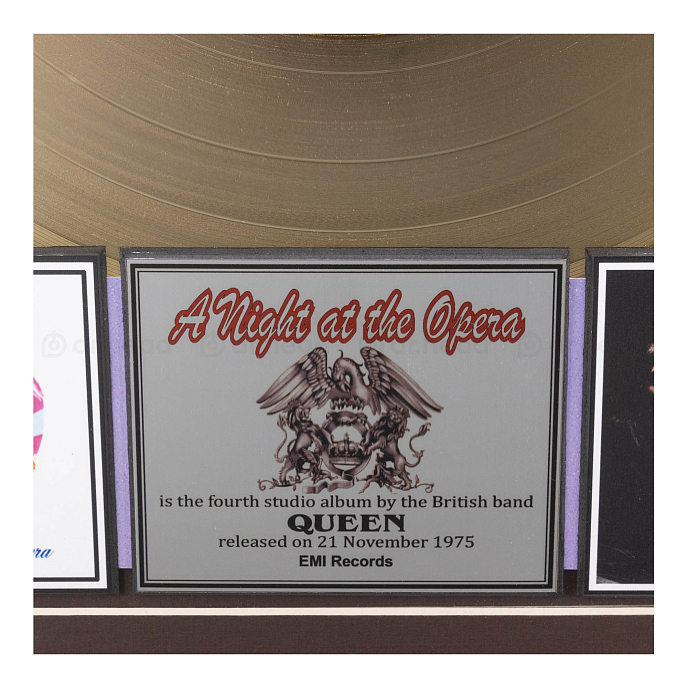 A Night at the Opera
is the fourth studio album by the British band
QUEEN
released on 21 November 1975
EMI Records